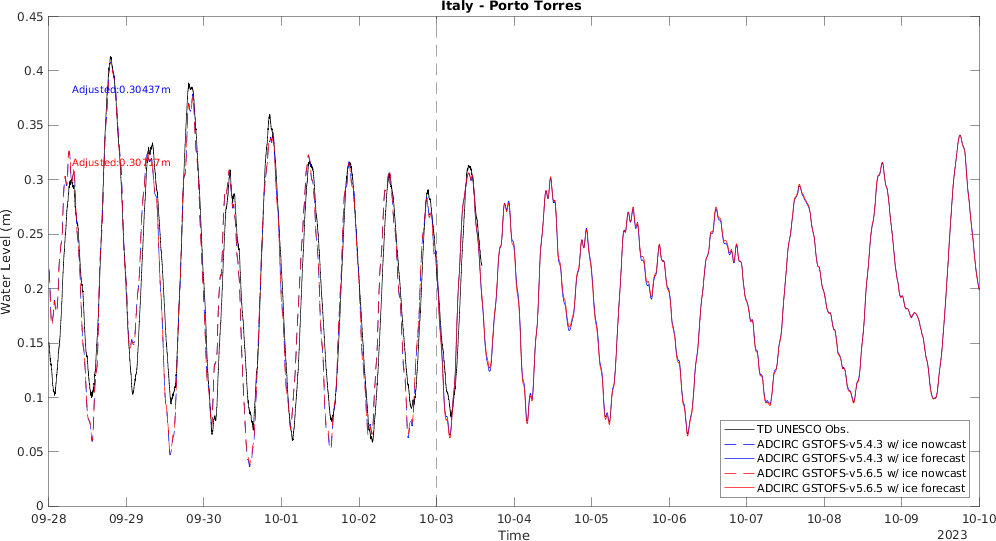 Italy - Porto Torres
0.45
0.4
0.35
0.3
0.25
0.2
0.15
0.1
0.05
0
Water Level (m)
Adjusted:0.30437m
TD UNESCO Obs.
ADCIRC GSTOFS-v5.4.3 w/ ice nowcast
ADCIRC GSTOFS-v5.4.3 w/ ice forecast
ADCIRC GSTOFS-v5.6.5 w/ ice nowcast
ADCIRC GSTOFS-v5.6.5 w/ ice forecast
09-28 09-29 09-30 10-01 10-02 10-03 10-04 10-05 10-06 10-07 10-08 10-09 10-10
Time
2023